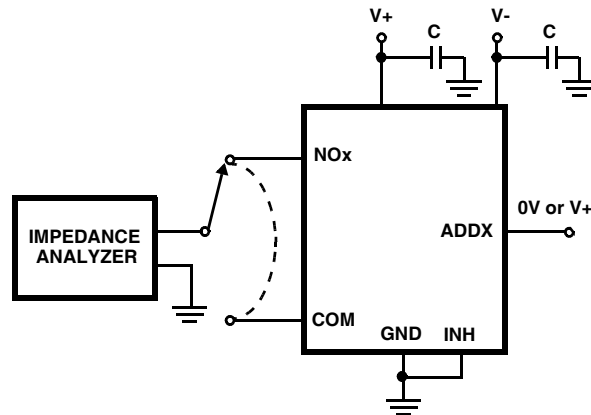 V+
V-
C
C
NOx
0V or V+
IMPEDANCE
ANALYZER
ADDX
COM
GND
INH